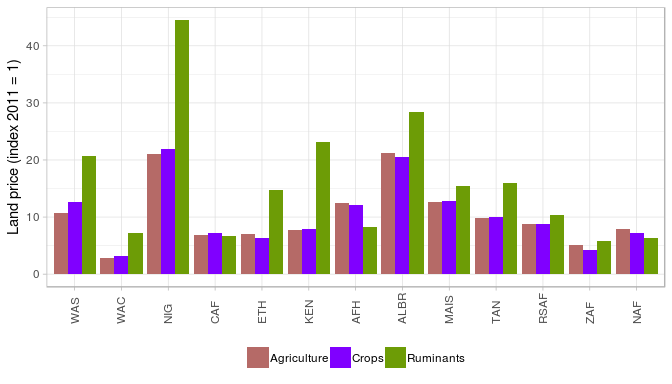 Land price (index 2011 = 1)
40
30
20
10
0
WAS WAC NIG CAF ETH KEN AFH ALBR MAIS TAN RSAF ZAF NAF
Agriculture Crops Ruminants